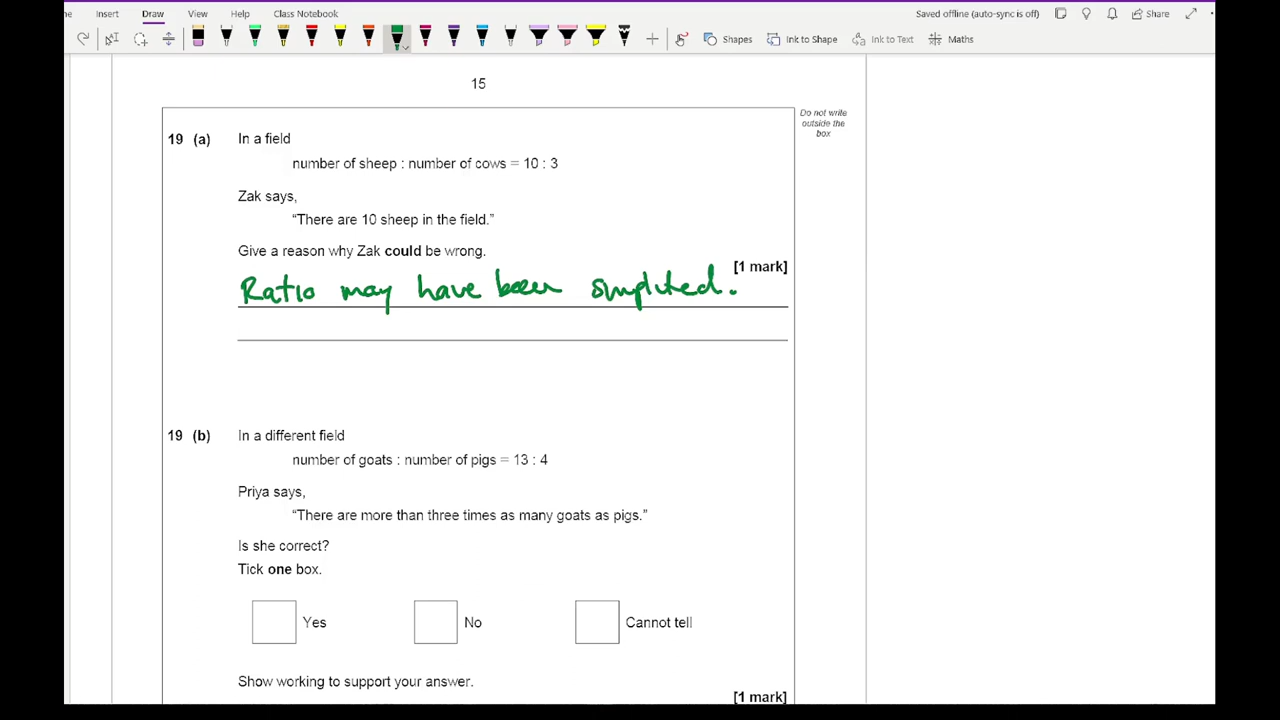 me Insert Draw View Help Class Notebook Saved offline (auto-sync is off) Share
Shapes Ink to Shape Ink to Text Maths
15
Do not write
outside the
box
19 (a) In a field
number of sheep : number of cows = 10 : 3
Zak says,
“There are 10 sheep in the field.”
Give a reason why Zak could be wrong.
[1 mark]
Ratio may have been simplified.
19 (b) In a different field
number of goats : number of pigs = 13 : 4
Priya says,
“There are more than three times as many goats as pigs.”
Is she correct?
Tick one box.
Yes No Cannot tell
Show working to support your answer.
[1 mark]